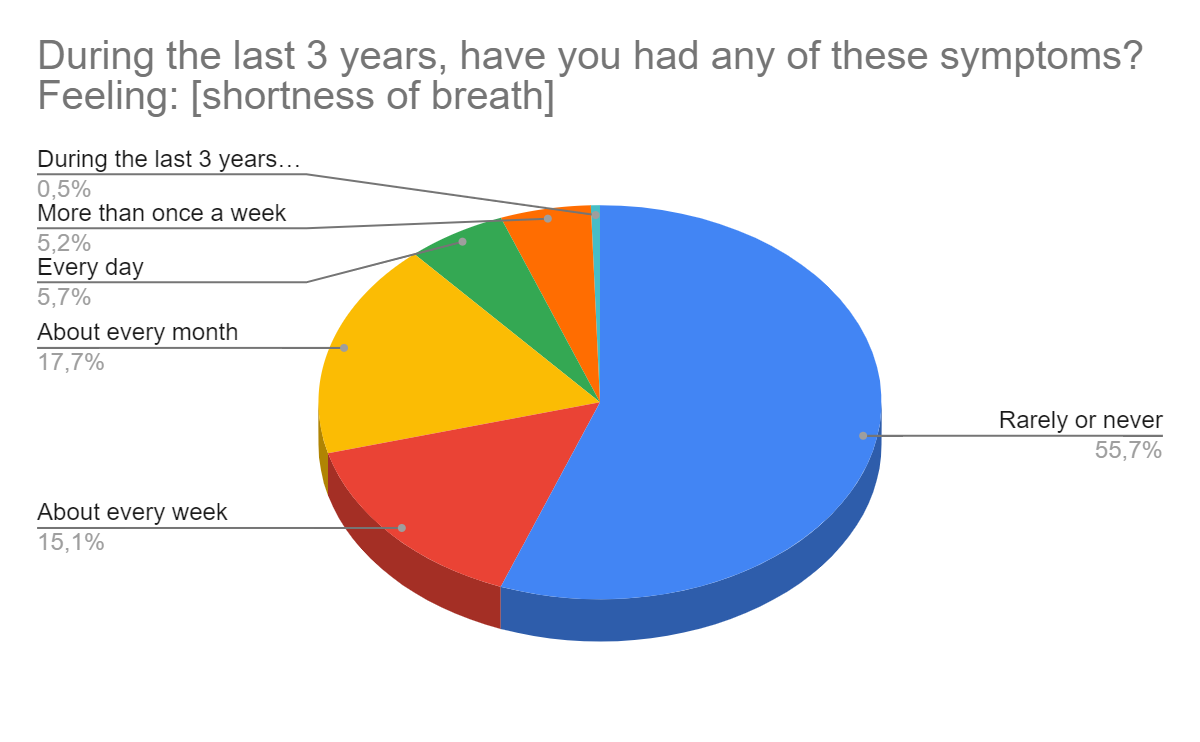 During the last 3 years, have you had any of these symptoms?
Feeling: [shortness of breath]
During the last 3 years…
0,5%
More than once a week
5,2%
Every day
5,7%
About every month
17,7%
Rarely or never
55,7%
About every week
15,1%